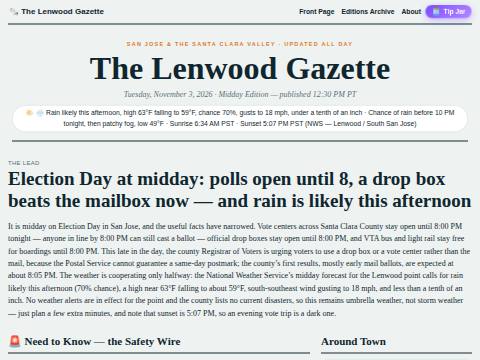 The Lenwood Gazette
Front Page Editions Archive About Tip Jar
SAN JOSE & THE SANTA CLARA VALLEY · UPDATED ALL DAY
The Lenwood Gazette
Tuesday, November 3, 2026 · Midday Edition — published 12:30 PM PT
Rain likely this afternoon, high 63°F falling to 59°F, chance 70%, gusts to 18 mph, under a tenth of an inch · Chance of rain before 10 PM
tonight, then patchy fog, low 49°F · Sunrise 6:34 AM PST · Sunset 5:07 PM PST (NWS — Lenwood / South San Jose)
THE LEAD
Election Day at midday: polls open until 8, a drop box
beats the mailbox now — and rain is likely this afternoon
It is midday on Election Day in San Jose, and the useful facts have narrowed. Vote centers across Santa Clara County stay open until 8:00 PM
tonight — anyone in line by 8:00 PM can still cast a ballot — official drop boxes stay open until 8:00 PM, and VTA bus and light rail stay free
for boardings until 8:00 PM. This late in the day, the county Registrar of Voters is urging voters to use a drop box or a vote center rather than the
mail, because the Postal Service cannot guarantee a same-day postmark; the county's first results, mostly early mail ballots, are expected at
about 8:05 PM. The weather is cooperating only halfway: the National Weather Service's midday forecast for the Lenwood point calls for rain
likely this afternoon (70% chance), a high near 63°F falling to about 59°F, south-southeast wind gusting to 18 mph, and less than a tenth of an
inch. No weather alerts are in effect for the point and the county lists no current disasters, so this remains umbrella weather, not storm weather
— just plan a few extra minutes, and note that sunset is 5:07 PM, so an evening vote trip is a dark one.
Need to Know — the Safety Wire
Around Town